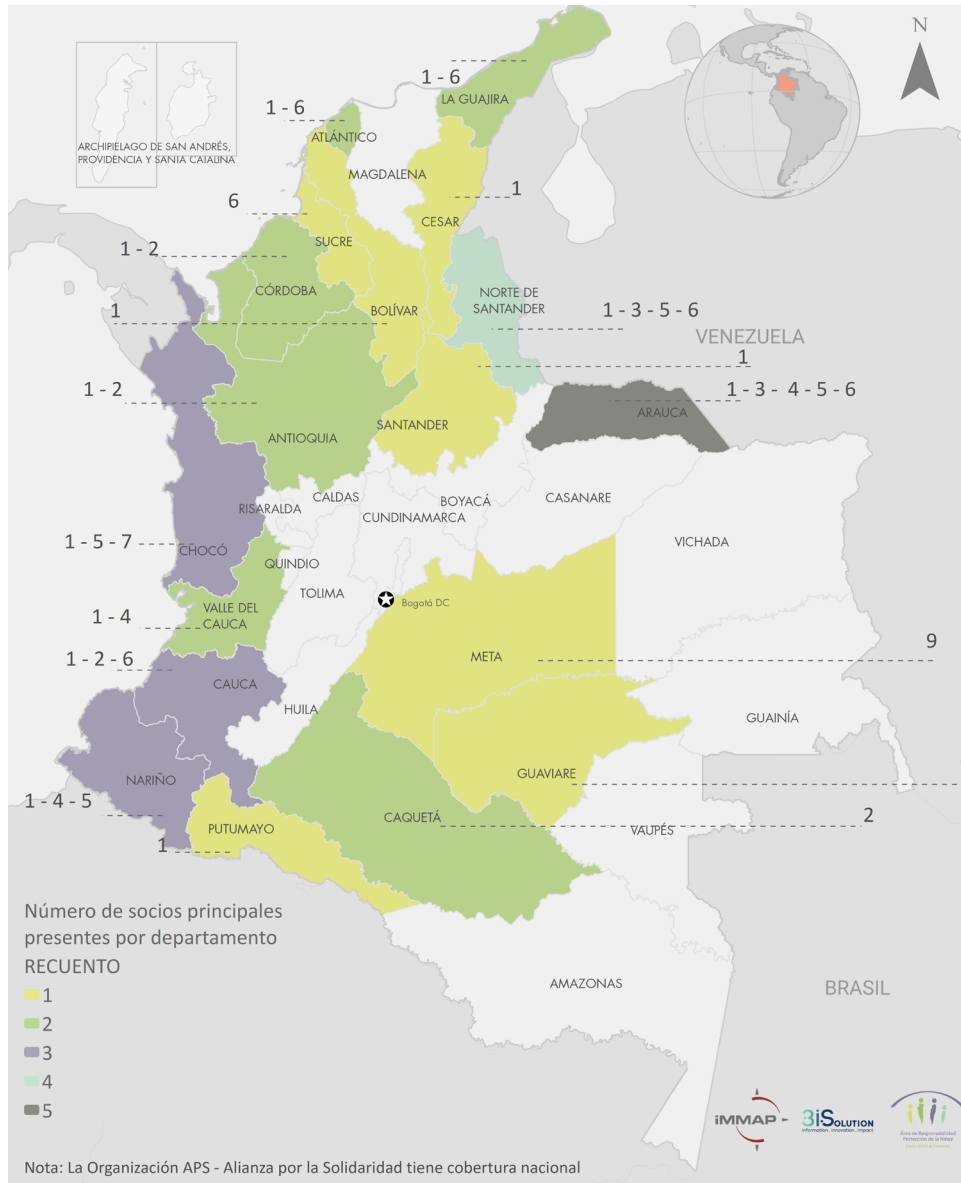 N
1 - 6
LA GUAJIRA
1 - 6
ATLÁNTICO
ARCHIPIELAGO DE SAN ANDRÉS,
PROVIDENCIA Y SANTA CATALINA
MAGDALENA
1
6
CESAR
SUCRE
1 - 2
CÓRDOBA
NORTE DE
SANTANDER
1
BOLÍVAR
1 - 3 - 5 - 6
VENEZUELA
1
1 - 2
1 - 3 - 4 - 5 - 6
ARAUCA
SANTANDER
ANTIOQUIA
CALDAS
BOYACÁ
CASANARE
RISARALDA
CUNDINAMARCA
1 - 5 - 7
CHOCÓ
VICHADA
QUINDIO
TOLIMA
Bogotá DC
VALLE DEL
CAUCA
1 - 4
META
9
1 - 2 - 6
CAUCA
HUILA
GUAINÍA
NARIÑO
GUAVIARE
1 - 4 - 5
CAQUETÁ
2
PUTUMAYO
VAUPÉS
1
Número de socios principales
presentes por departamento
RECUENTO
1
2
3
4
5
AMAZONAS
BRASIL
iMMAP
3iSOLUTION
information . innovation . impact
Área de Responsabilidad
Protección de la Niñez
Nota: La Organización APS - Alianza por la Solidaridad tiene cobertura nacional